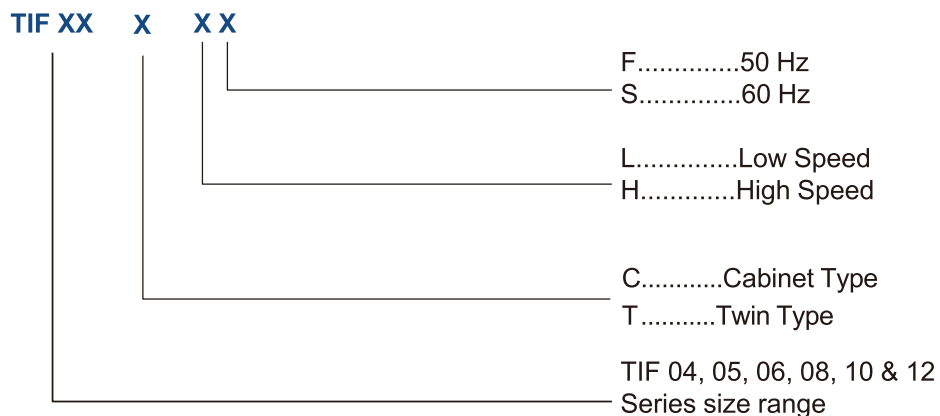 TIF XX X X X
F..............50 Hz
S..............60 Hz
L..............Low Speed
H.............High Speed
C............Cabinet Type
T ...........Twin Type
TIF 04, 05, 06, 08, 10 & 12
Series size range